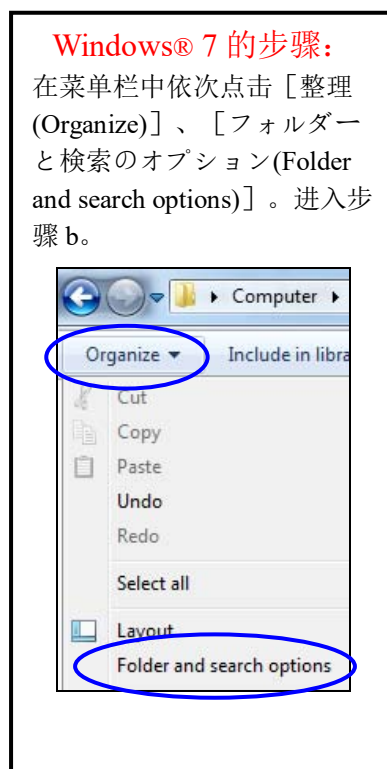 Windows® 7 的步骤：
在菜单栏中依次点击［整理
(Organize)］、［フォルダー
と検索のオプション(Folder
and search options)］。进入步
骤 b。
Computer
Organize
Include in libra
Cut
Copy
Paste
Undo
Redo
Select all
Layout
Folder and search options